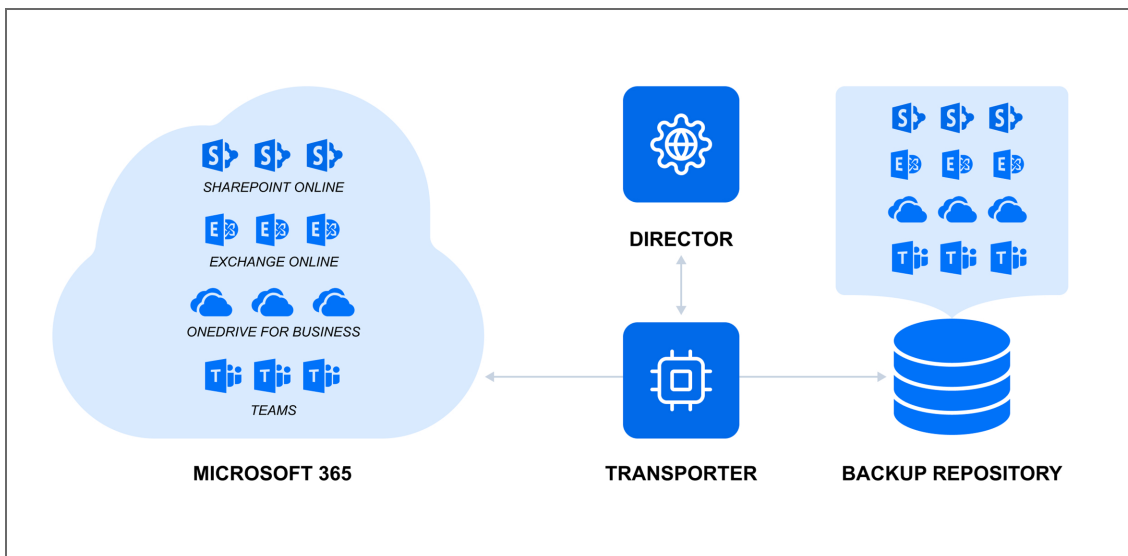 SHAREPOINT ONLINE
EXCHANGE ONLINE
ONEDRIVE FOR BUSINESS
TEAMS
MICROSOFT 365
DIRECTOR
TRANSPORTER
S S S
E E E
T T T
BACKUP REPOSITORY